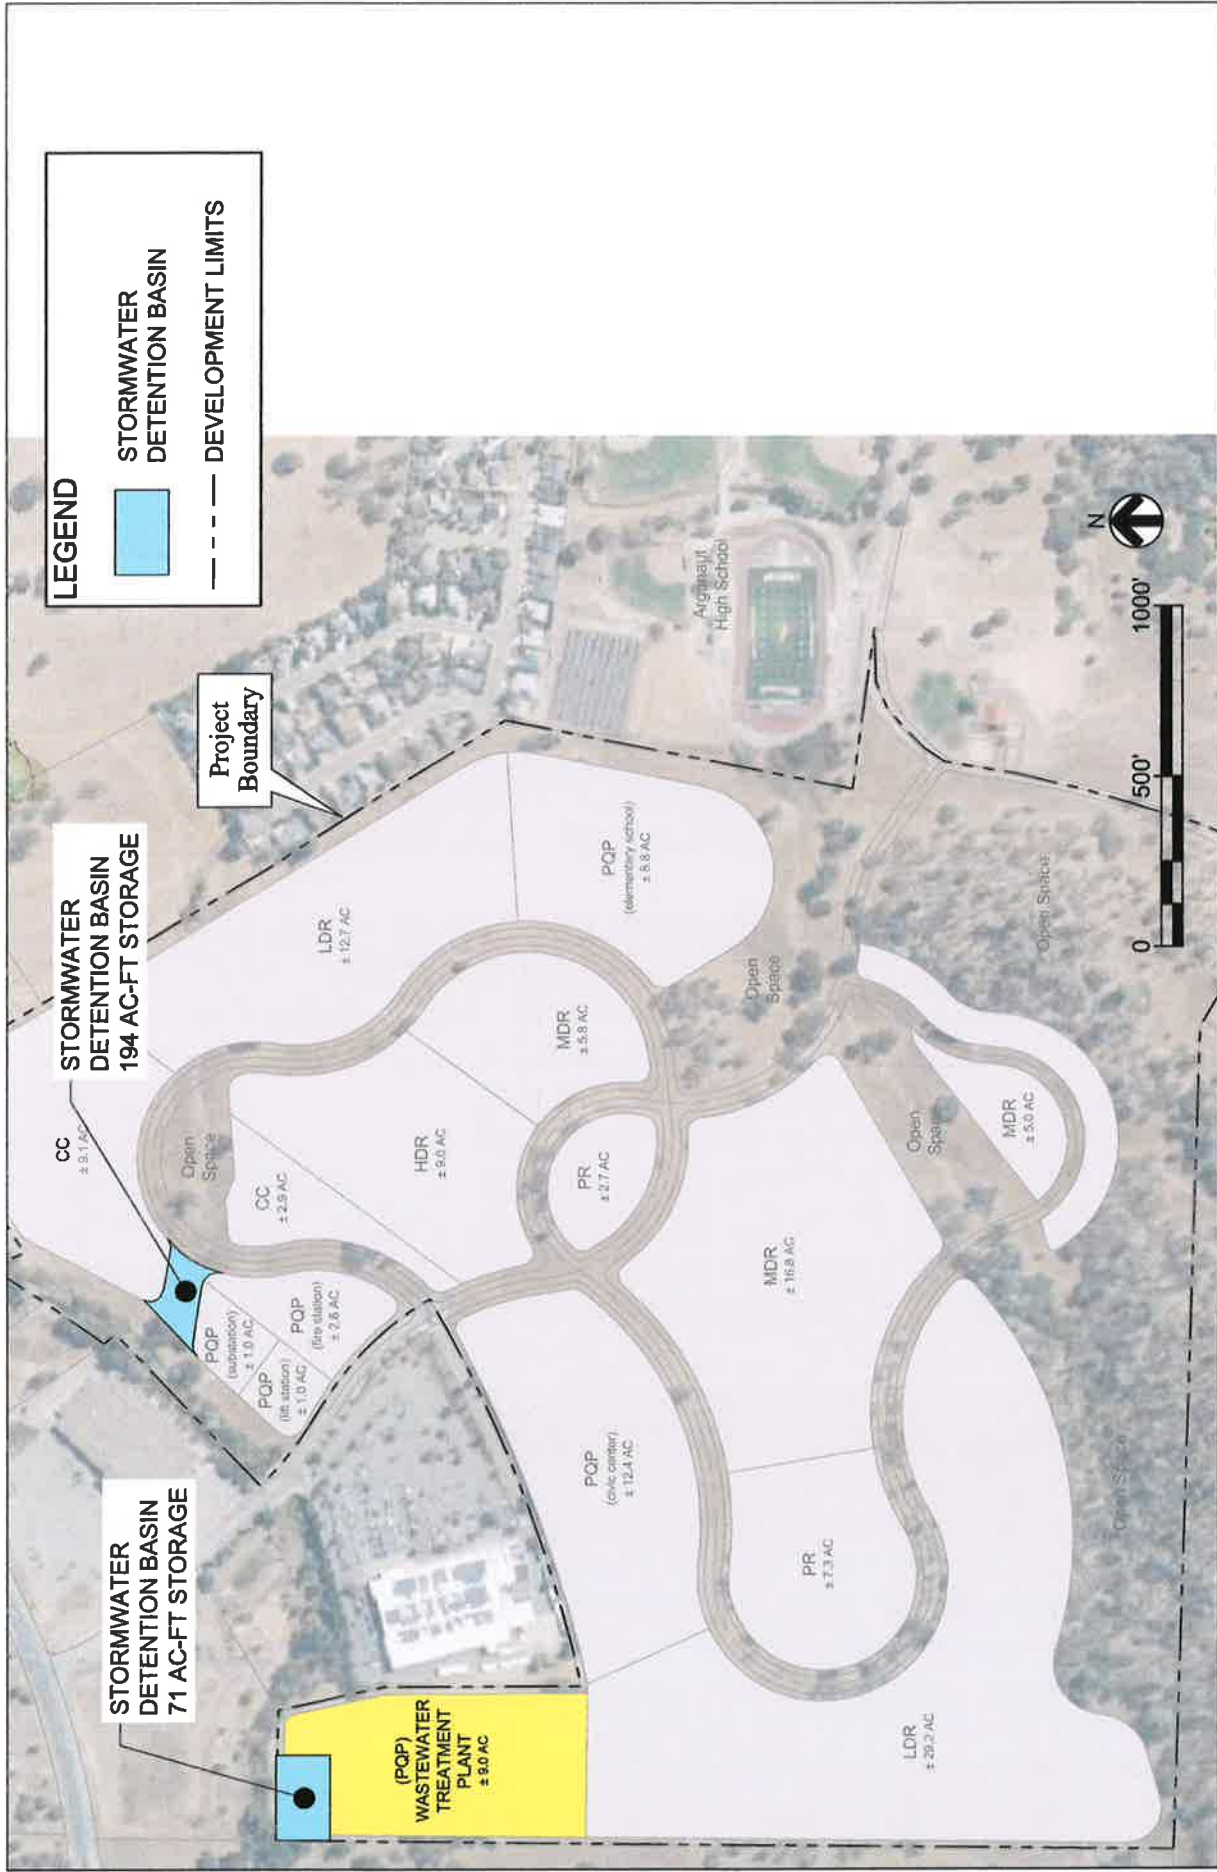 LEGEND
STORMWATER
DETENTION BASIN
DEVELOPMENT LIMITS
STORMWATER
DETENTION BASIN
71 AC-FT STORAGE
STORMWATER
DETENTION BASIN
194 AC-FT STORAGE
Project
Boundary
CC
± 9.1 AC
Open
Space
CC
± 2.9 AC
PQP
(substation)
± 1.0 AC
PQP
(lift station)
± 1.0 AC
PQP
(fire station)
± 2.6 AC
LDR
± 12.7 AC
HDR
± 9.0 AC
MDR
± 5.8 AC
PR
± 2.7 AC
PQP
(elementary school)
± 8.8 AC
Argonaut
High School
Open
Space
(PQP)
WASTEWATER
TREATMENT
PLANT
± 9.0 AC
PQP
(civic center)
± 12.4 AC
MDR
± 16.8 AC
PR
± 7.3 AC
LDR
± 29.2 AC
Open
Space
MDR
± 5.0 AC
Open Space
Open Space
N
0
500'
1000'